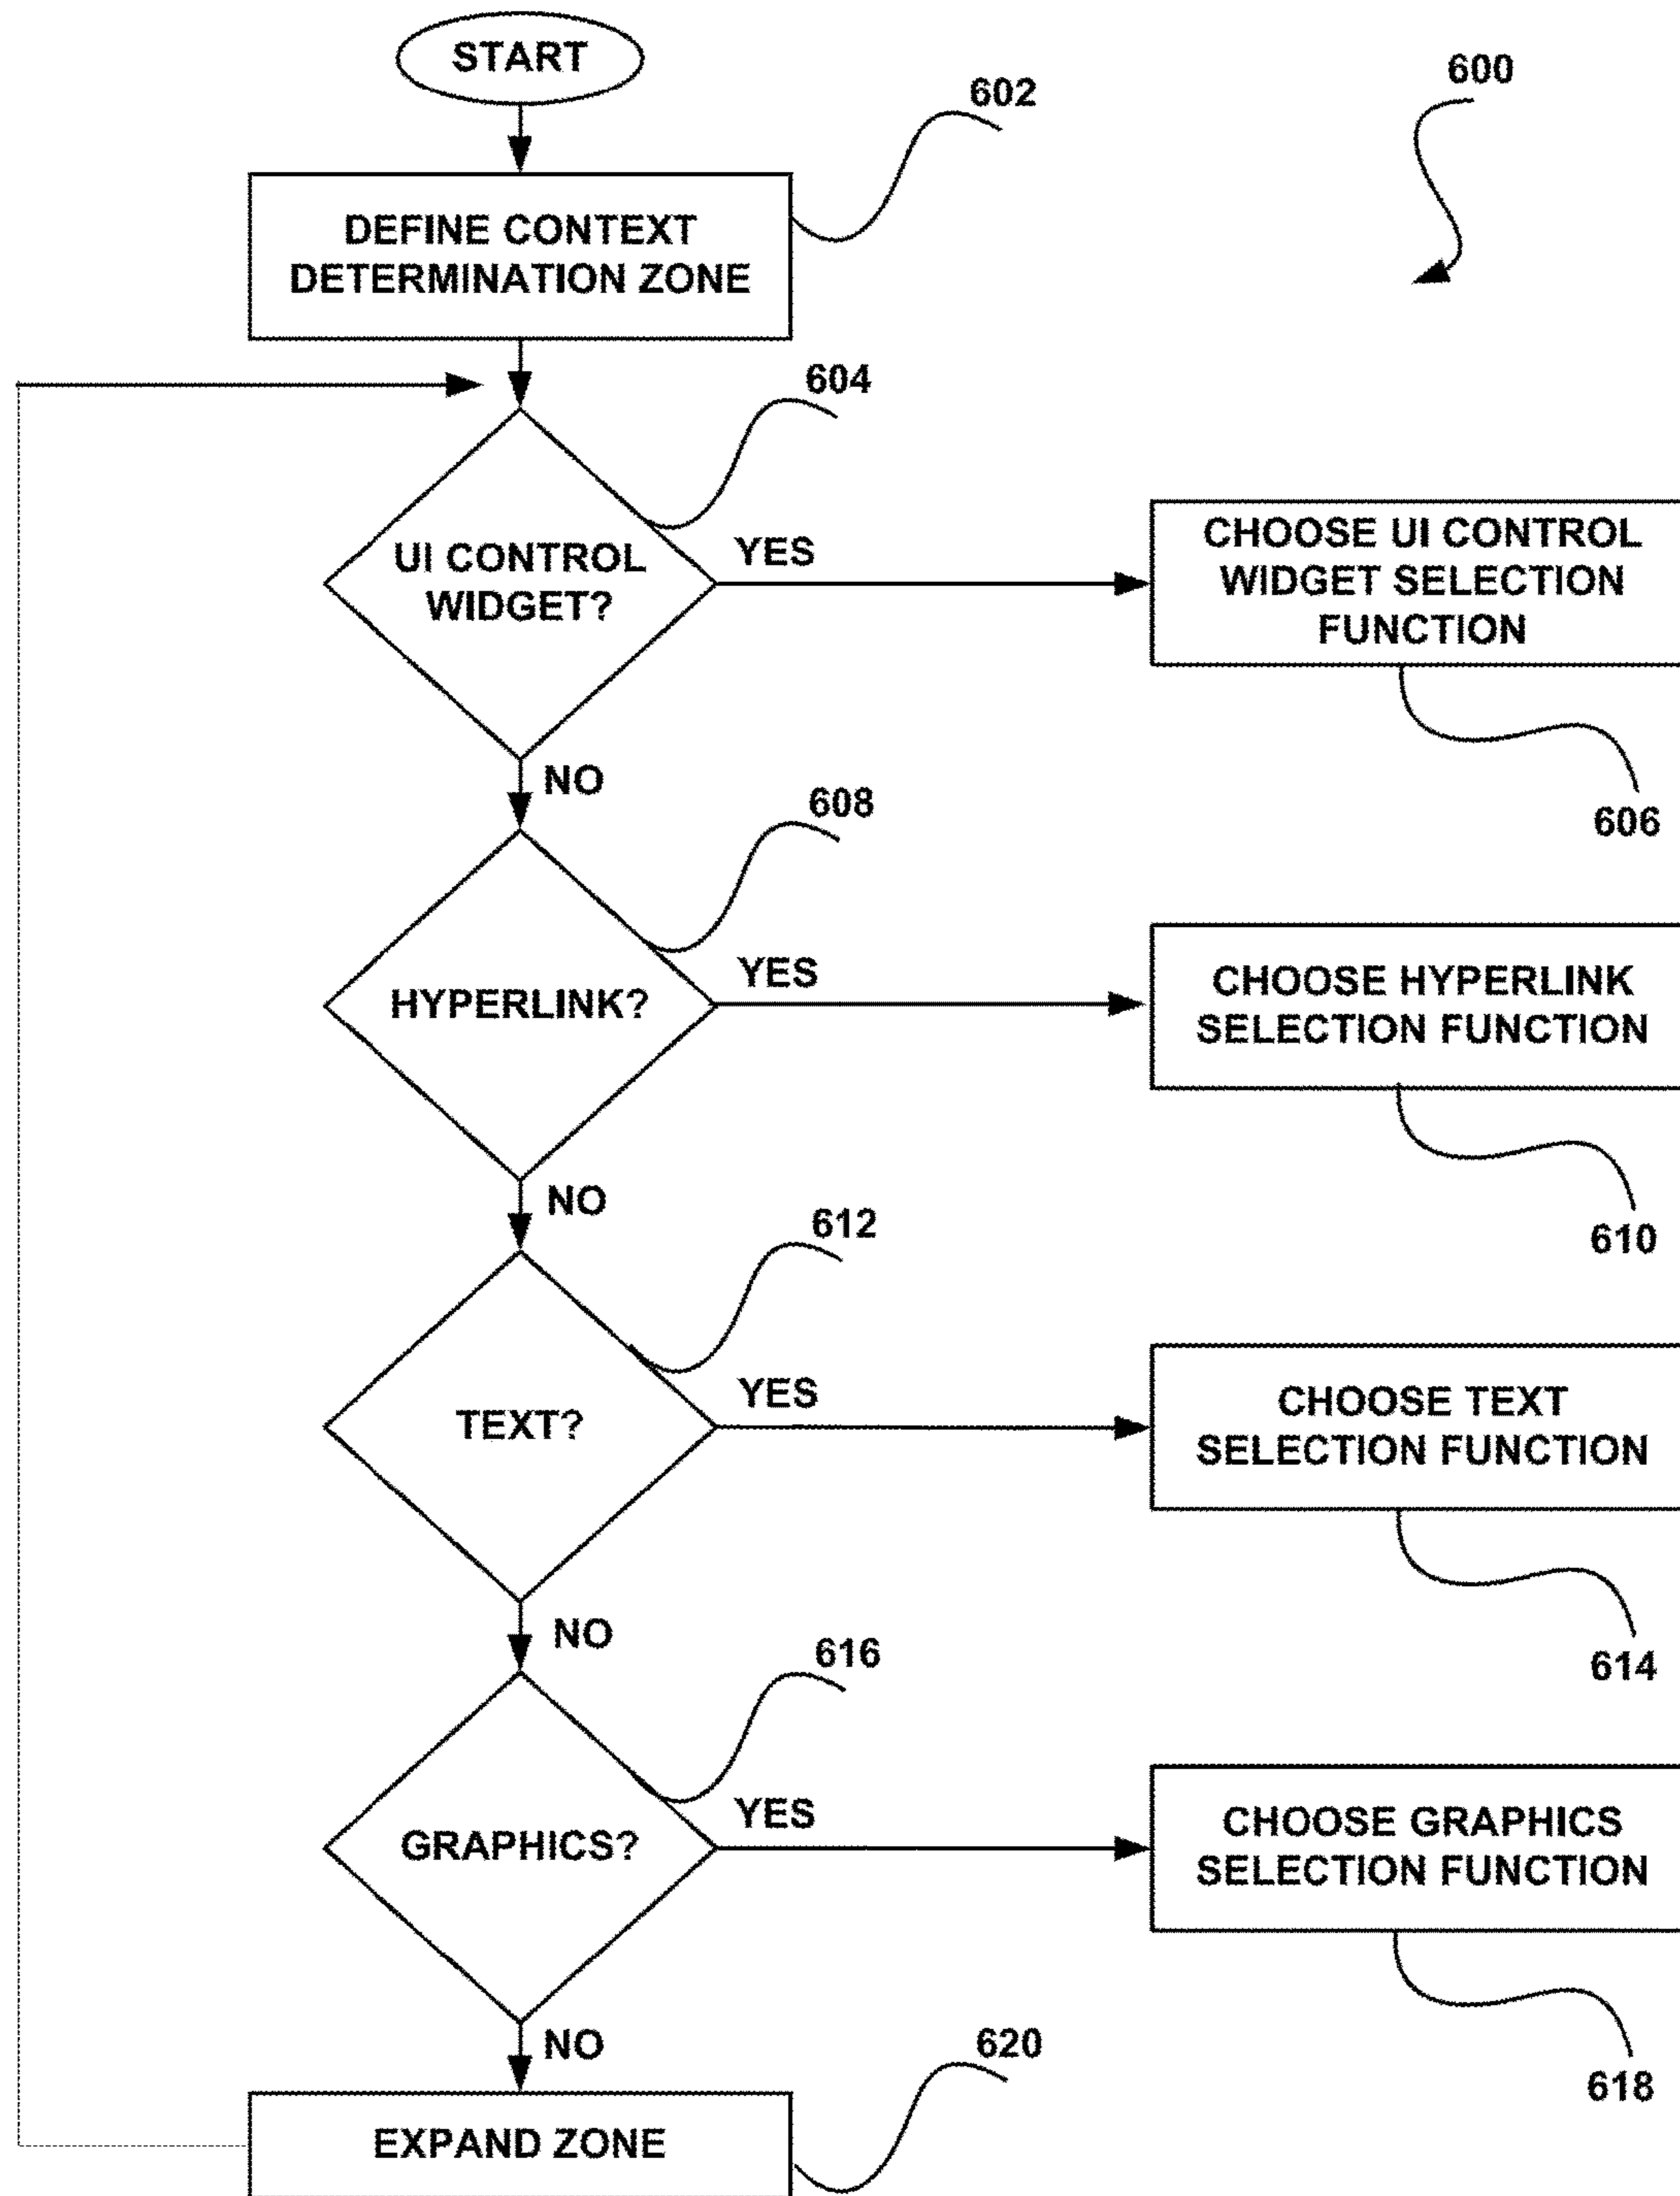 START
600
602
DEFINE CONTEXT
DETERMINATION ZONE
604
UI CONTROL
WIDGET?
YES
CHOOSE UI CONTROL
WIDGET SELECTION
FUNCTION
606
NO
608
HYPERLINK?
YES
CHOOSE HYPERLINK
SELECTION FUNCTION
610
NO
612
TEXT?
YES
CHOOSE TEXT
SELECTION FUNCTION
614
NO
616
GRAPHICS?
YES
CHOOSE GRAPHICS
SELECTION FUNCTION
618
NO
620
EXPAND ZONE